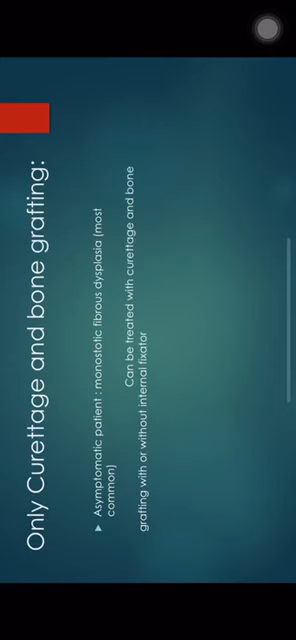 Only Curettage and bone grafting:
Asymptomatic patient : monostotic fibrous dysplasia (most
common)
Can be treated with curettage and bone
grafting with or without internal fixator